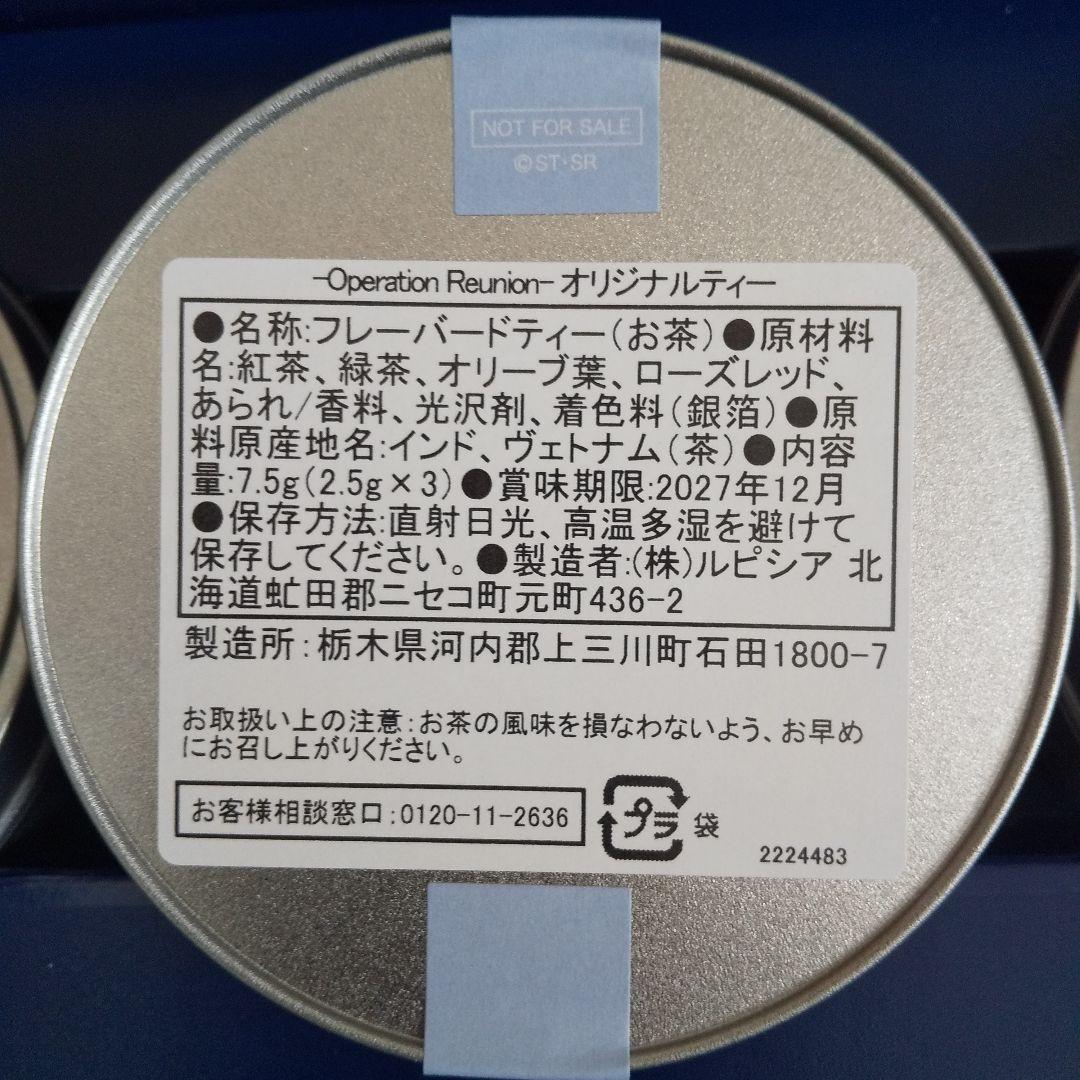 NOT FOR SALE
©ST・SR
-Operation Reunion- オリジナルティー
●名称:フレーバードティー(お茶)●原材料
名:紅茶、緑茶、オリーブ葉、ローズレッド、
あられ/香料、光沢剤、着色料(銀箔)●原
料原産地名:インド、ヴェトナム(茶)●内容
量:7.5g(2.5g×3)●賞味期限:2027年12月
●保存方法:直射日光、高温多湿を避けて
保存してください。●製造者:(株)ルピシア 北
海道虻田郡ニセコ町元町436-2
製造所:栃木県河内郡上三川町石田1800-7
お取扱い上の注意:お茶の風味を損なわないよう、お早め
にお召し上がりください。
お客様相談窓口:0120-11-2636
プラ 袋
2224483